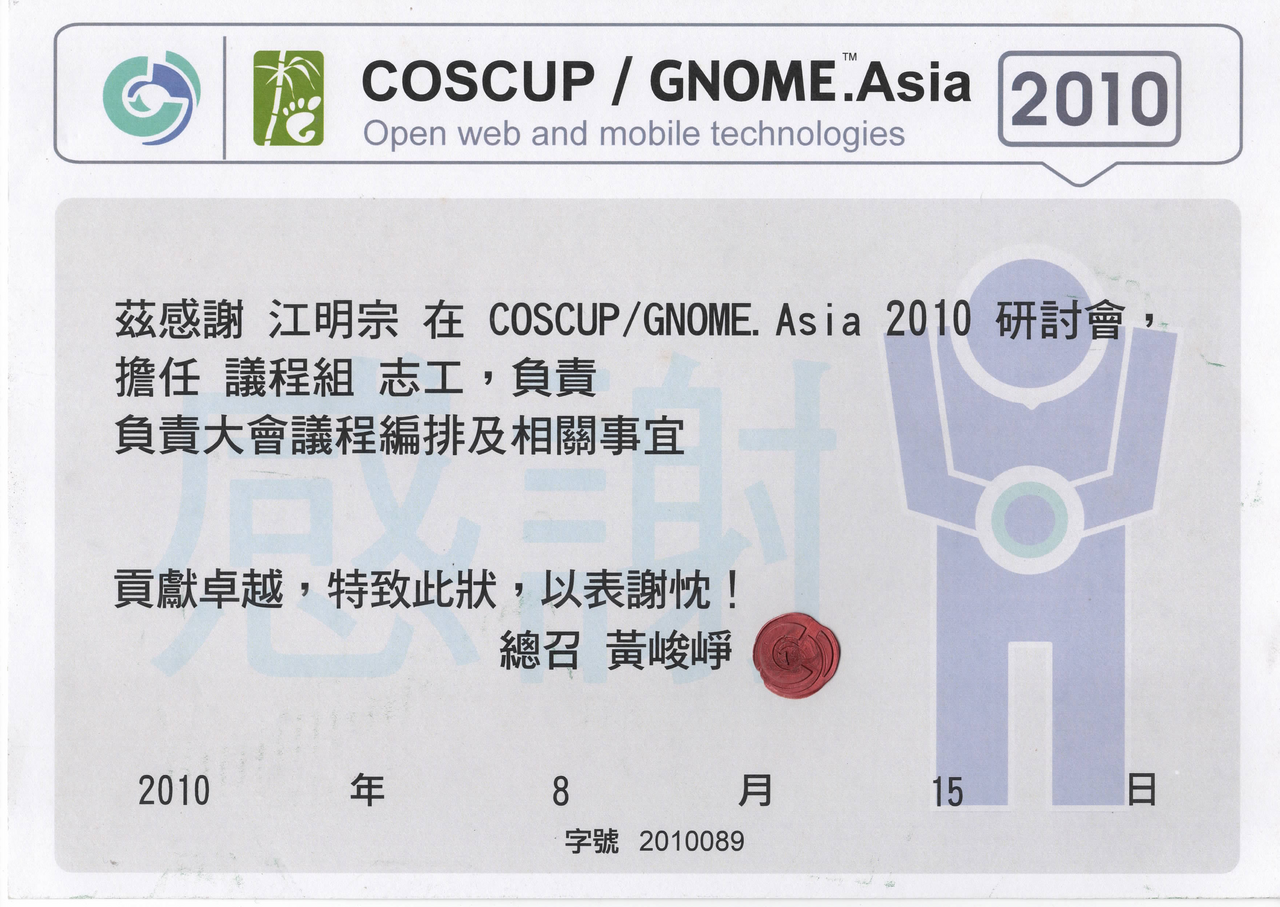 COSCUP / GNOME™.Asia
2010
Open web and mobile technologies
茲感謝 江明宗 在 COSCUP/GNOME.Asia 2010 研討會，
擔任 議程組 志工，負責
負責大會議程編排及相關事宜
感謝
貢獻卓越，特致此狀，以表謝忱！
總召 黃峻崢
2010 年 8 月 15 日
字號 2010089